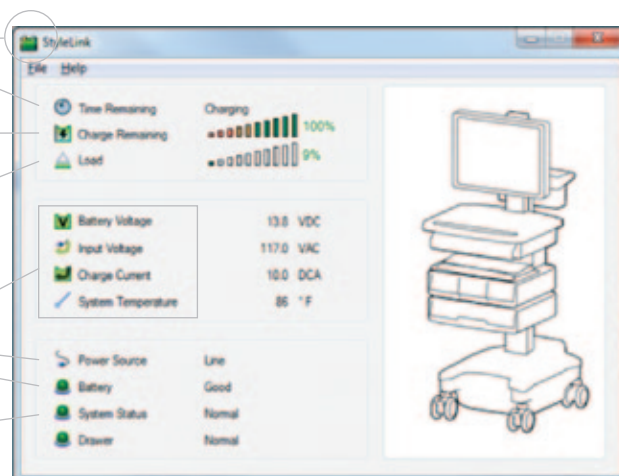 StyleLink
File Help
Time Remaining Charging
Charge Remaining 100%
Load 9%
Battery Voltage 13.8 VDC
Input Voltage 117.0 VAC
Charge Current 10.0 DCA
System Temperature 86 °F
Power Source Line
Battery Good
System Status Normal
Drawer Normal